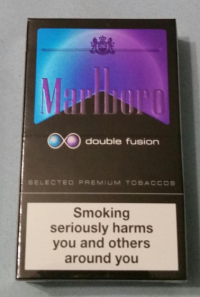 Marlboro
double fusion
SELECTED PREMIUM TOBACCOS
Smoking
seriously harms
you and others
around you